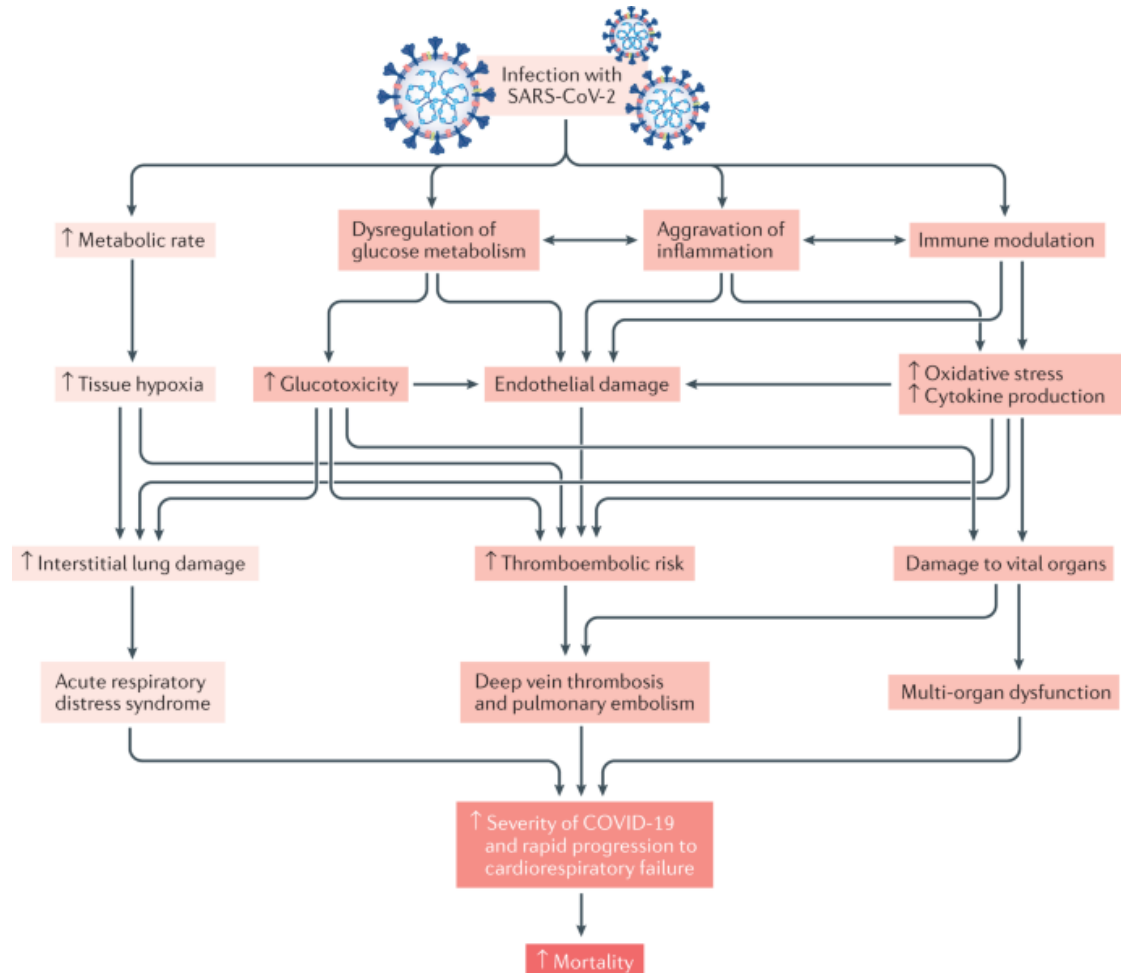 Infection with
SARS-CoV-2
↑ Metabolic rate
Dysregulation of
glucose metabolism
Aggravation of
inflammation
Immune modulation
↑ Tissue hypoxia
↑ Glucotoxicity
Endothelial damage
↑ Oxidative stress
↑ Cytokine production
↑ Interstitial lung damage
↑ Thromboembolic risk
Damage to vital organs
Acute respiratory
distress syndrome
Deep vein thrombosis
and pulmonary embolism
Multi-organ dysfunction
↑ Severity of COVID-19
and rapid progression to
cardiorespiratory failure
↑ Mortality